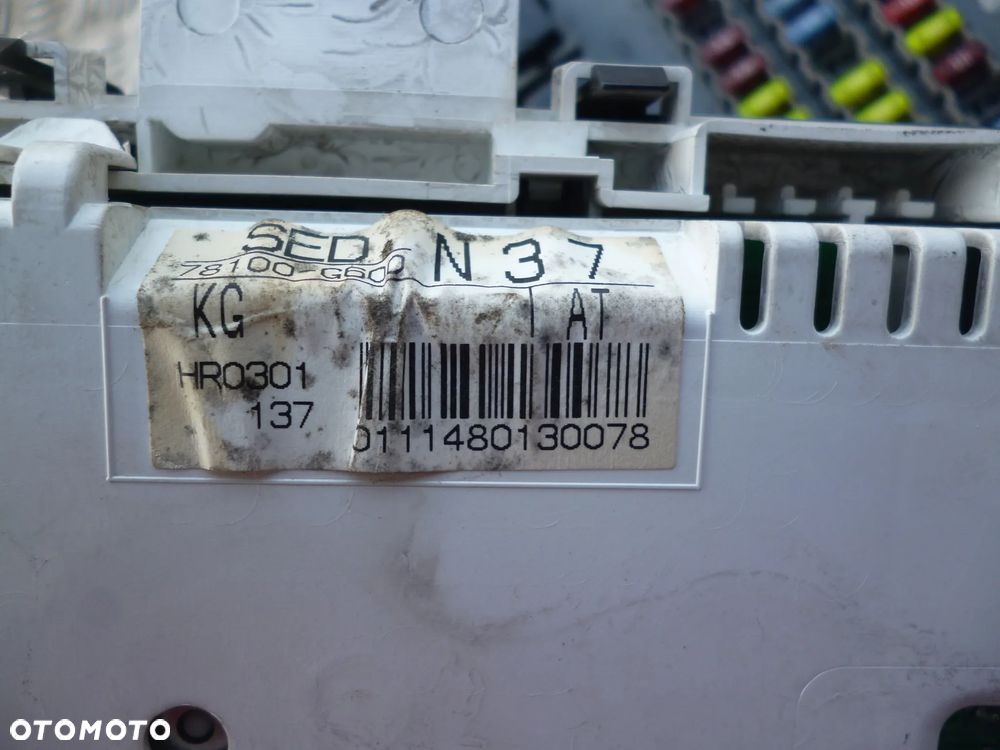 SED N37
78100-G600
KG AT
HR0301
137
0111480130078
OTOMOTO